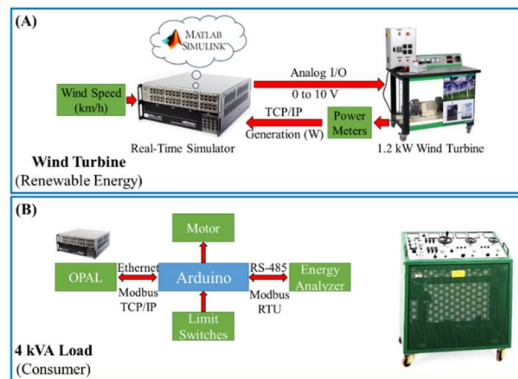 (A)
MATLAB
SIMULINK
Wind Speed
(km/h)
Analog I/O
0 to 10 V
TCP/IP
Generation (W)
Power
Meters
Real-Time Simulator
1.2 kW Wind Turbine
Wind Turbine
(Renewable Energy)
(B)
Motor
OPAL
Ethernet
Modbus
TCP/IP
Arduino
RS-485
Modbus
RTU
Energy
Analyzer
Limit
Switches
4 kVA Load
(Consumer)